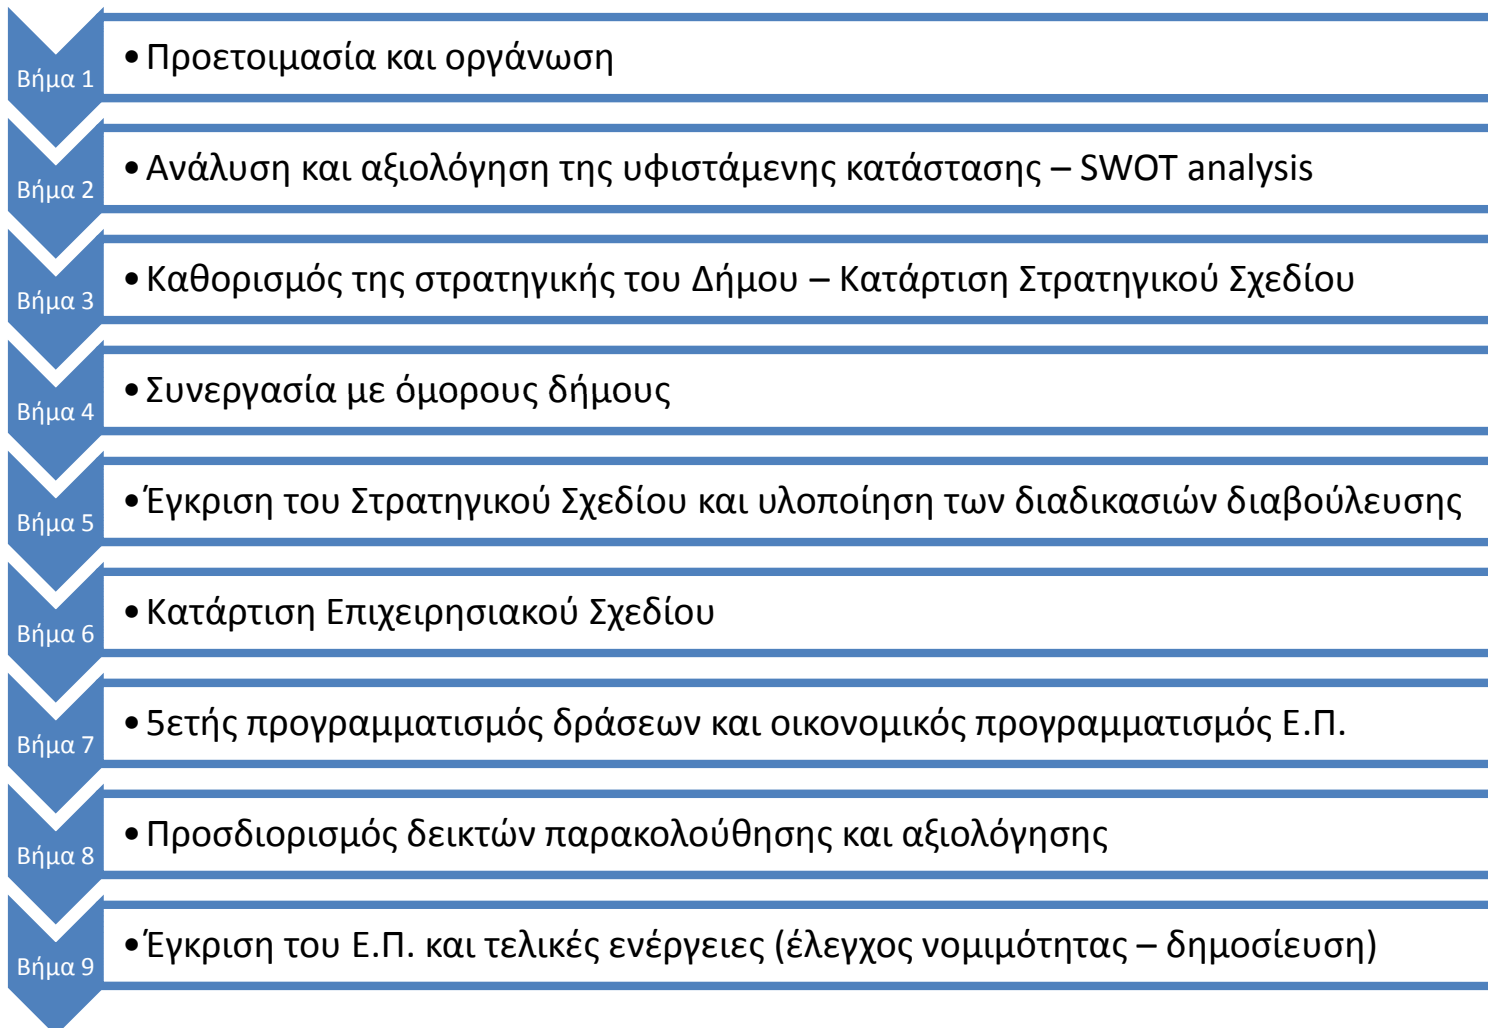 Βήμα 1
•Προετοιμασία και οργάνωση
Βήμα 2
•Ανάλυση και αξιολόγηση της υφιστάμενης κατάστασης – SWOT analysis
Βήμα 3
•Καθορισμός της στρατηγικής του Δήμου – Κατάρτιση Στρατηγικού Σχεδίου
Βήμα 4
•Συνεργασία με όμορους δήμους
Βήμα 5
•Έγκριση του Στρατηγικού Σχεδίου και υλοποίηση των διαδικασιών διαβούλευσης
Βήμα 6
•Κατάρτιση Επιχειρησιακού Σχεδίου
Βήμα 7
•5ετής προγραμματισμός δράσεων και οικονομικός προγραμματισμός Ε.Π.
Βήμα 8
•Προσδιορισμός δεικτών παρακολούθησης και αξιολόγησης
Βήμα 9
•Έγκριση του Ε.Π. και τελικές ενέργειες (έλεγχος νομιμότητας – δημοσίευση)